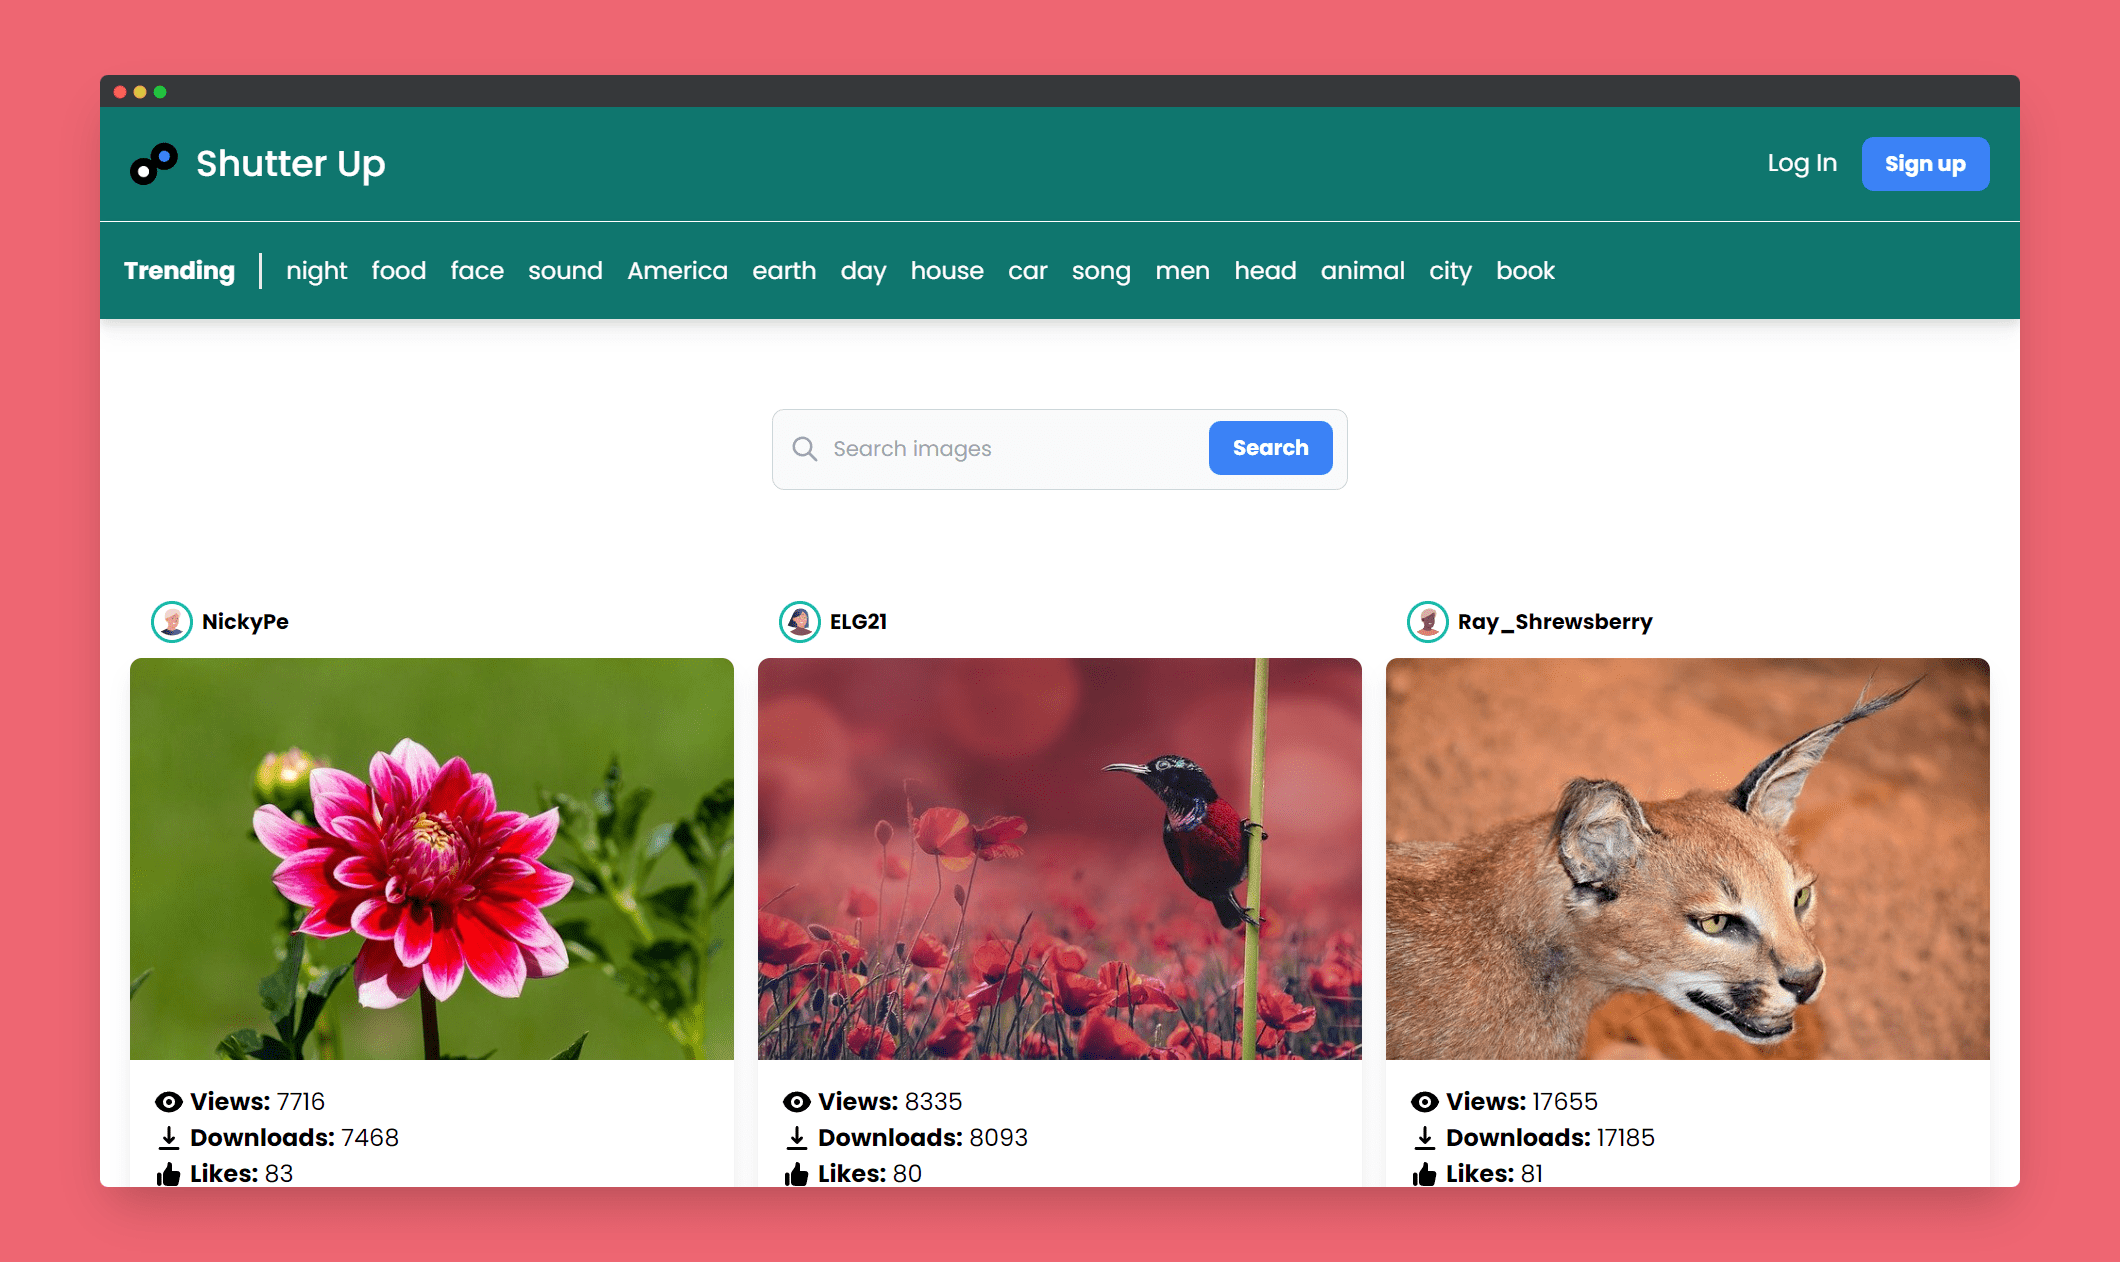 Shutter Up
Log In
Sign up
Trending
night food face sound America earth day house car song men head animal city book
Search images
Search
NickyPe
Views: 7716
Downloads: 7468
Likes: 83
ELG21
Views: 8335
Downloads: 8093
Likes: 80
Ray_Shrewsberry
Views: 17655
Downloads: 17185
Likes: 81